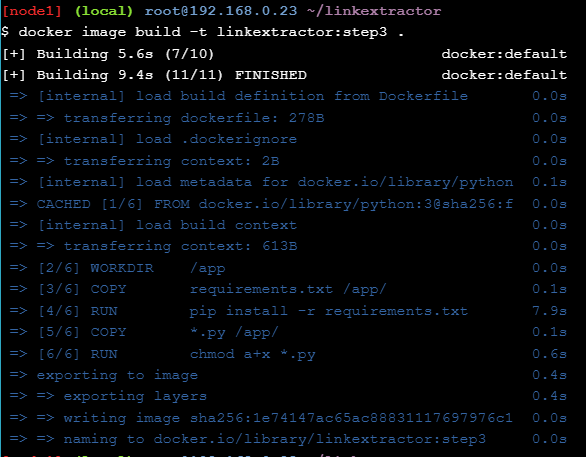 [node1] (local) root@192.168.0.23 ~/linkextractor
$ docker image build -t linkextractor:step3 .
[+] Building 5.6s (7/10) docker:default
[+] Building 9.4s (11/11) FINISHED docker:default
=> [internal] load build definition from Dockerfile 0.0s
=> => transferring dockerfile: 278B 0.0s
=> [internal] load .dockerignore 0.0s
=> => transferring context: 2B 0.0s
=> [internal] load metadata for docker.io/library/python 0.1s
=> CACHED [1/6] FROM docker.io/library/python:3@sha256:f 0.0s
=> [internal] load build context 0.0s
=> => transferring context: 613B 0.0s
=> [2/6] WORKDIR /app 0.0s
=> [3/6] COPY requirements.txt /app/ 0.1s
=> [4/6] RUN pip install -r requirements.txt 7.9s
=> [5/6] COPY *.py /app/ 0.1s
=> [6/6] RUN chmod a+x *.py 0.6s
=> exporting to image 0.4s
=> => exporting layers 0.4s
=> => writing image sha256:1e74147ac65ac88831117697976c1 0.0s
=> => naming to docker.io/library/linkextractor:step3 0.0s